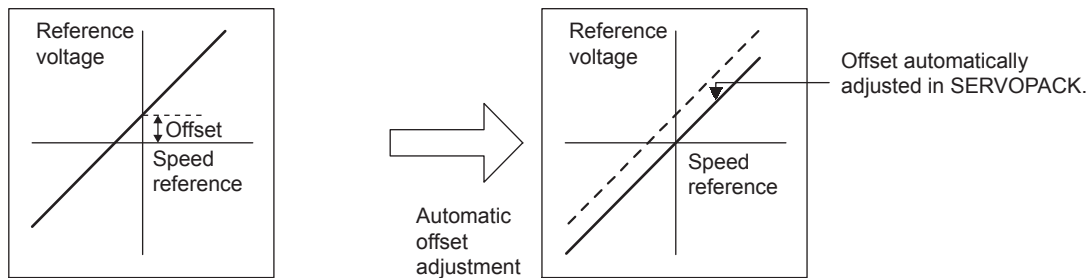 Reference
voltage
Offset
Speed
reference
Automatic
offset
adjustment
Reference
voltage
Speed
reference
Offset automatically
adjusted in SERVOPACK.